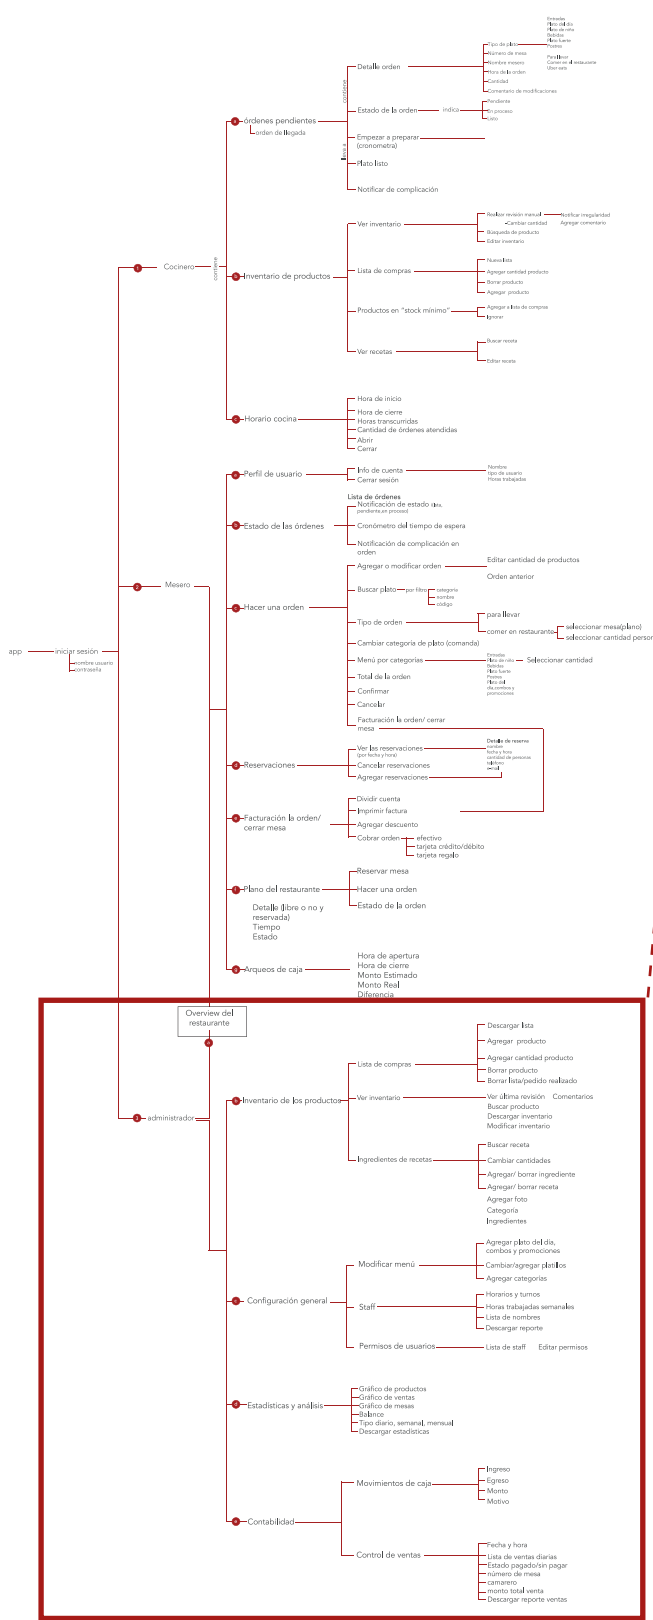 app
iniciar sesión
nombre usuario
contraseña
1
Cocinero
contiene
a
órdenes pendientes
orden de llegada
contiene
lleva a
Detalle orden
Tipo de plato
Entradas
Plato del día
Plato de niño
Bebidas
Plato fuerte
Postres
Número de mesa
Nombre mesero
Para llevar
Comer en el restaurante
Uber eats
Hora de la orden
Cantidad
Comentario de modificaciones
Estado de la orden
indica
Pendiente
En proceso
Listo
Empezar a preparar
(cronometra)
Plato listo
Notificar de complicación
b
Inventario de productos
Ver inventario
Realizar revisión manual
Notificar irregularidad
-Cambiar cantidad
Agregar comentario
Búsqueda de producto
Editar inventario
Lista de compras
Nueva lista
Agregar cantidad producto
Borrar producto
Agregar producto
Productos en "stock mínimo"
Agregar a lista de compras
Ignorar
Ver recetas
Buscar receta
Editar receta
c
Horario cocina
Hora de inicio
Hora de cierre
Horas transcurridas
Cantidad de órdenes atendidas
Abrir
Cerrar
2
Mesero
a
Perfil de usuario
Info de cuenta
Cerrar sesión
Nombre
tipo de usuario
Horas trabajadas
b
Estado de las órdenes
Lista de órdenes
Notificación de estado (lista,
pendiente,en proceso)
Cronómetro del tiempo de espera
Notificación de complicación en
orden
c
Hacer una orden
Agregar o modificar orden
Editar cantidad de productos
Orden anterior
Buscar plato
por filtro
categoría
nombre
código
Tipo de orden
para llevar
comer en restaurante
seleccionar mesa(plano)
seleccionar cantidad person
Cambiar categoría de plato (comanda)
Menú por categorías
Entradas
Plato de niño
Bebidas
Plato fuerte
Postres
Plato del
día,combos y
promociones
Seleccionar cantidad
Total de la orden
Confirmar
Cancelar
Facturación la orden/ cerrar
mesa
d
Reservaciones
Ver las reservaciones
(por fecha y hora)
Cancelar reservaciones
Agregar reservaciones
Detalle de reserva
nombre
fecha y hora
cantidad de personas
teléfono
e-mail
e
Facturación la orden/
cerrar mesa
Dividir cuenta
Imprimir factura
Agregar descuento
Cobrar orden
efectivo
tarjeta crédito/débito
tarjeta regalo
f
Plano del restaurante
Detalle (libre o no y
reservada)
Tiempo
Estado
Reservar mesa
Hacer una orden
Estado de la orden
g
Arqueos de caja
Hora de apertura
Hora de cierre
Monto Estimado
Monto Real
Diferencia
Overview del
restaurante
a
3
administrador
b
Inventario de los productos
Lista de compras
Descargar lista
Agregar producto
Agregar cantidad producto
Borrar producto
Borrar lista/pedido realizado
Ver inventario
Ver última revisión
Comentarios
Buscar producto
Descargar inventario
Modificar inventario
Ingredientes de recetas
Buscar receta
Cambiar cantidades
Agregar/ borrar ingrediente
Agregar/ borrar receta
Agregar foto
Categoría
Ingredientes
c
Configuración general
Modificar menú
Agregar plato del día,
combos y promociones
Cambiar/agregar platillos
Agregar categorías
Staff
Horarios y turnos
Horas trabajadas semanales
Lista de nombres
Descargar reporte
Permisos de usuarios
Lista de staff
Editar permisos
d
Estadísticas y análisis
Gráfico de productos
Gráfico de ventas
Gráfico de mesas
Balance
Tipo diario, semanal, mensual
Descargar estadísticas
e
Contabilidad
Movimientos de caja
Ingreso
Egreso
Monto
Motivo
Control de ventas
Fecha y hora
Lista de ventas diarias
Estado pagado/sin pagar
número de mesa
camarero
monto total venta
Descargar reporte ventas